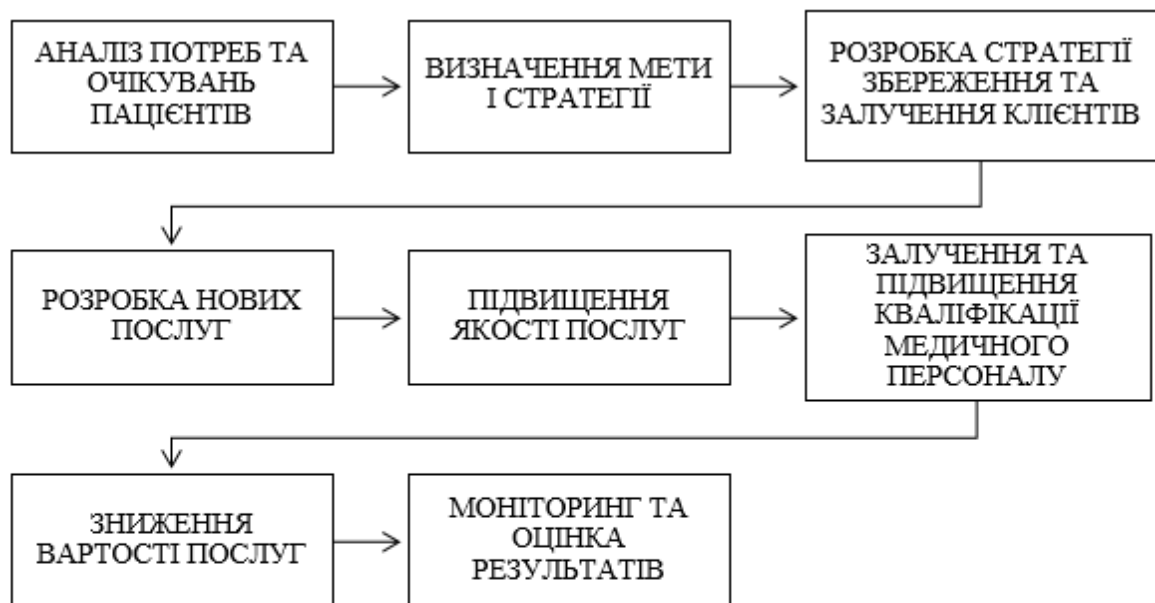 АНАЛІЗ ПОТРЕБ ТА
ОЧІКУВАНЬ
ПАЦІЄНТІВ
ВИЗНАЧЕННЯ МЕТИ
І СТРАТЕГІЇ
РОЗРОБКА СТРАТЕГІЇ
ЗБЕРЕЖЕННЯ ТА
ЗАЛУЧЕННЯ КЛІЄНТІВ
РОЗРОБКА НОВИХ
ПОСЛУГ
ПІДВИЩЕННЯ
ЯКОСТІ ПОСЛУГ
ЗАЛУЧЕННЯ ТА
ПІДВИЩЕННЯ
КВАЛІФІКАЦІЇ
МЕДИЧНОГО
ПЕРСОНАЛУ
ЗНИЖЕННЯ
ВАРТОСТІ ПОСЛУГ
МОНІТОРИНГ ТА
ОЦІНКА
РЕЗУЛЬТАТІВ